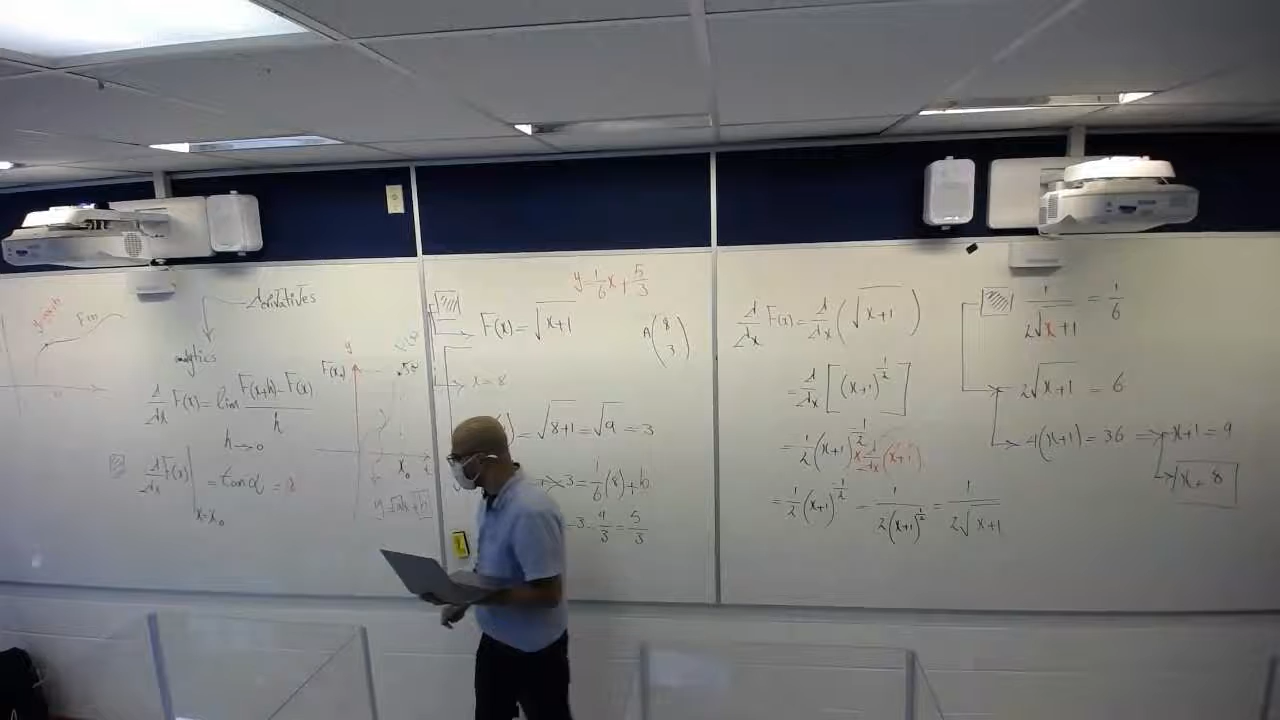 Derivatives
analytics
d/dx F(x) = lim F(x+h) - F(x) / h
h→0
d/dx F(x) | x=x₀ = tan α =
y
F(x₀)
x₀
y = 1/6 x + 5/3
F(x) = √(x+1)
A(8 3)
x = 8
= √(8+1) = √9 = 3
3 = 1/6 (8) + b
= 3 - 4/3 = 5/3
d/dx F(x) = d/dx (√(x+1))
= d/dx [(x+1)^(1/2)]
= 1/2 (x+1)^(-1/2) × d/dx (x+1)
= 1/2 (x+1)^(-1/2) = 1 / 2(x+1)^(1/2) = 1 / 2√(x+1)
1 / 2√(x+1) = 1/6
2√(x+1) = 6
4(x+1) = 36 ⇒ x+1 = 9
x = 8